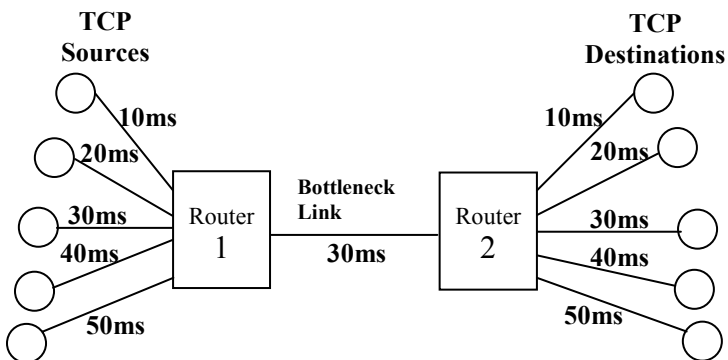 TCP
Sources
TCP
Destinations
10ms
20ms
30ms
40ms
50ms
Router
1
Bottleneck
Link
30ms
Router
2
10ms
20ms
30ms
40ms
50ms